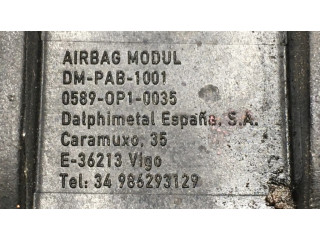 AIRBAG MODUL
DM-PAB-1001
0589-OP1-0035
Dalphimetal España, S.A.
Caramuxo, 35
E-36213 Vigo
Tel: 34 986293129